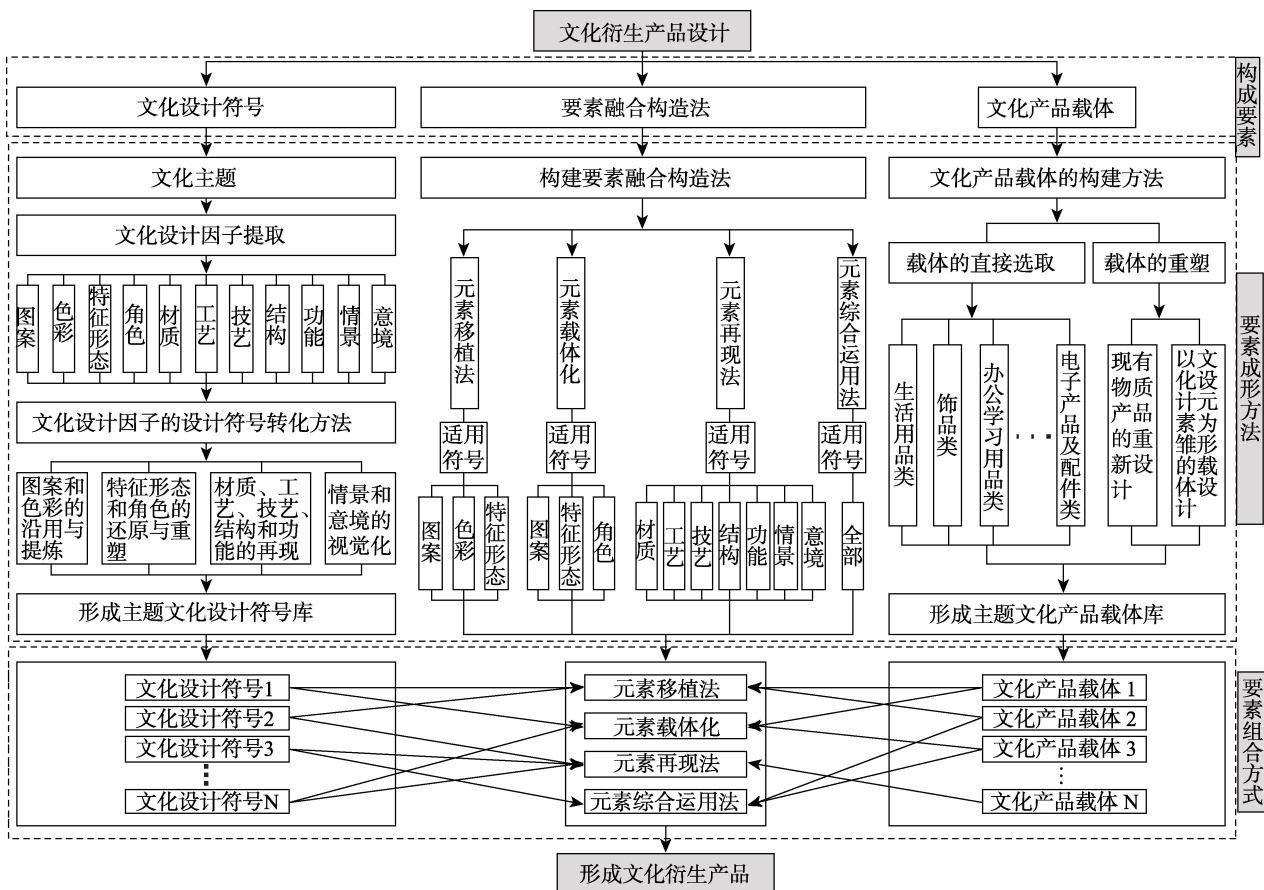 文化衍生产品设计
构成要素
文化设计符号
要素融合构造法
文化产品载体
要素成形方法
文化主题
文化设计因子提取
图案
色彩
特征形态
角色
材质
工艺
技艺
结构
功能
情景
意境
文化设计因子的设计符号转化方法
图案和
色彩的
沿用与
提炼
特征形态
和角色的
还原与
重塑
材质、工
艺、技艺、
结构和功
能的再现
情景和
意境的
视觉化
形成主题文化设计符号库
构建要素融合构造法
元素移植法
元素载体化
元素再现法
元素综合运用法
适用
符号
适用
符号
适用
符号
适用
符号
图案
色彩
特征形态
图案
特征形态
角色
材质
工艺
技艺
结构
功能
情景
意境
全部
文化产品载体的构建方法
载体的直接选取
载体的重塑
生活用品类
饰品类
办公学习用品类
····
电子产品及配件类
现有
物质
产品
的重
新设
计
以文
化设
计元
素为
雏形
的载
体设
计
形成主题文化产品载体库
要素组合方式
文化设计符号1
文化设计符号2
文化设计符号3
文化设计符号N
元素移植法
元素载体化
元素再现法
元素综合运用法
文化产品载体 1
文化产品载体 2
文化产品载体 3
文化产品载体 N
形成文化衍生产品